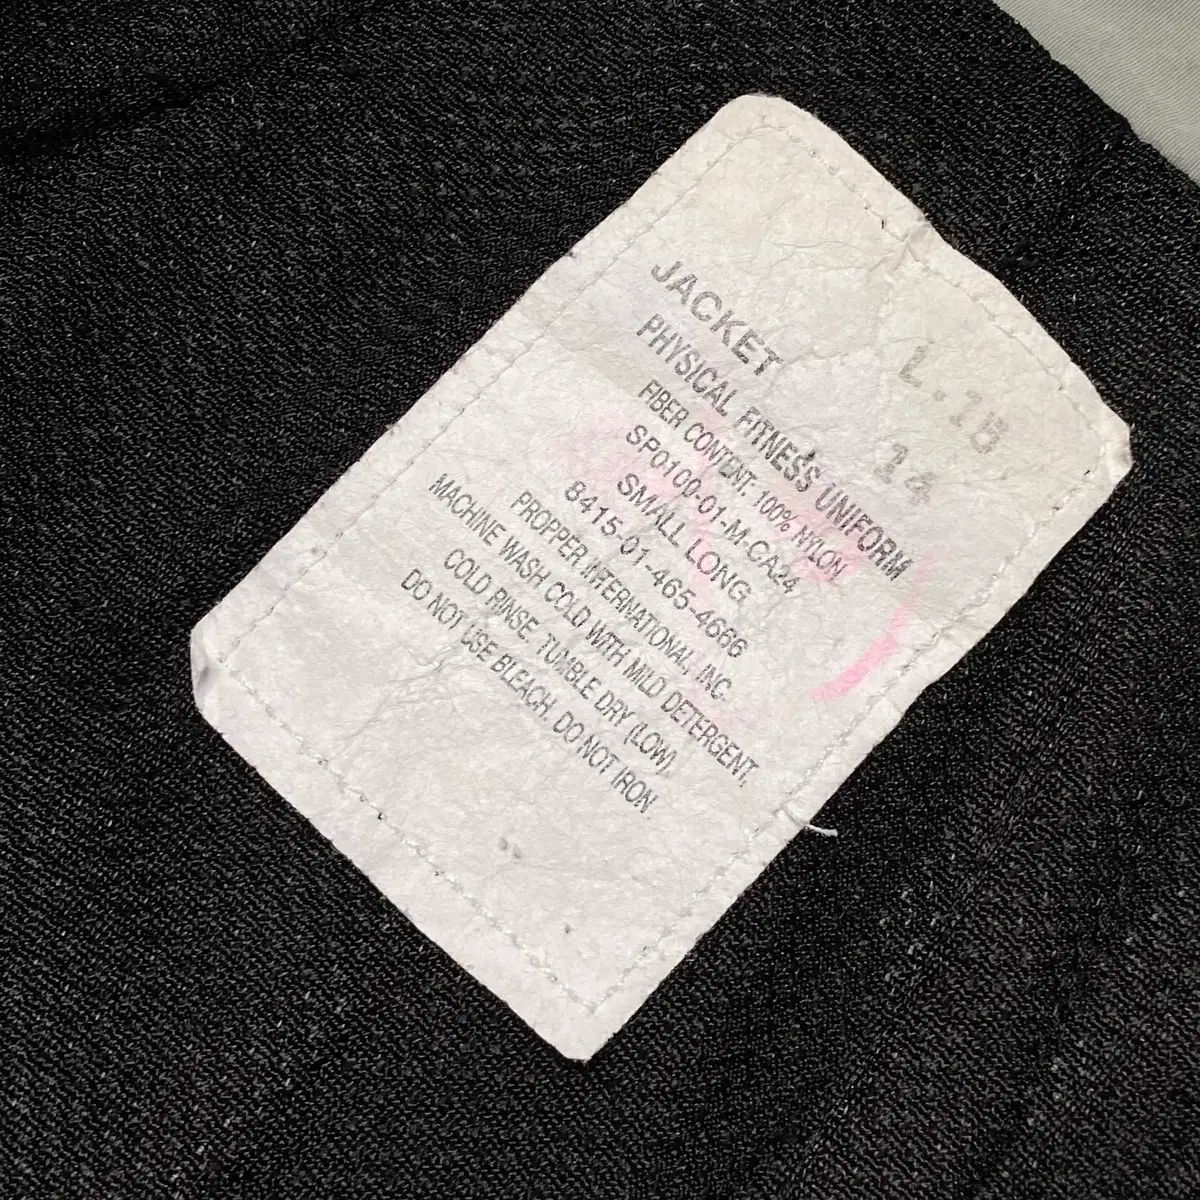 L.18
14
JACKET
PHYSICAL FITNESS UNIFORM
FIBER CONTENT: 100% NYLON
SP0100-01-M-CA24
SMALL LONG
8415-01-465-4666
PROPPER INTERNATIONAL, INC.
MACHINE WASH COLD WITH MILD DETERGENT,
COLD RINSE. TUMBLE DRY (LOW).
DO NOT USE BLEACH. DO NOT IRON.